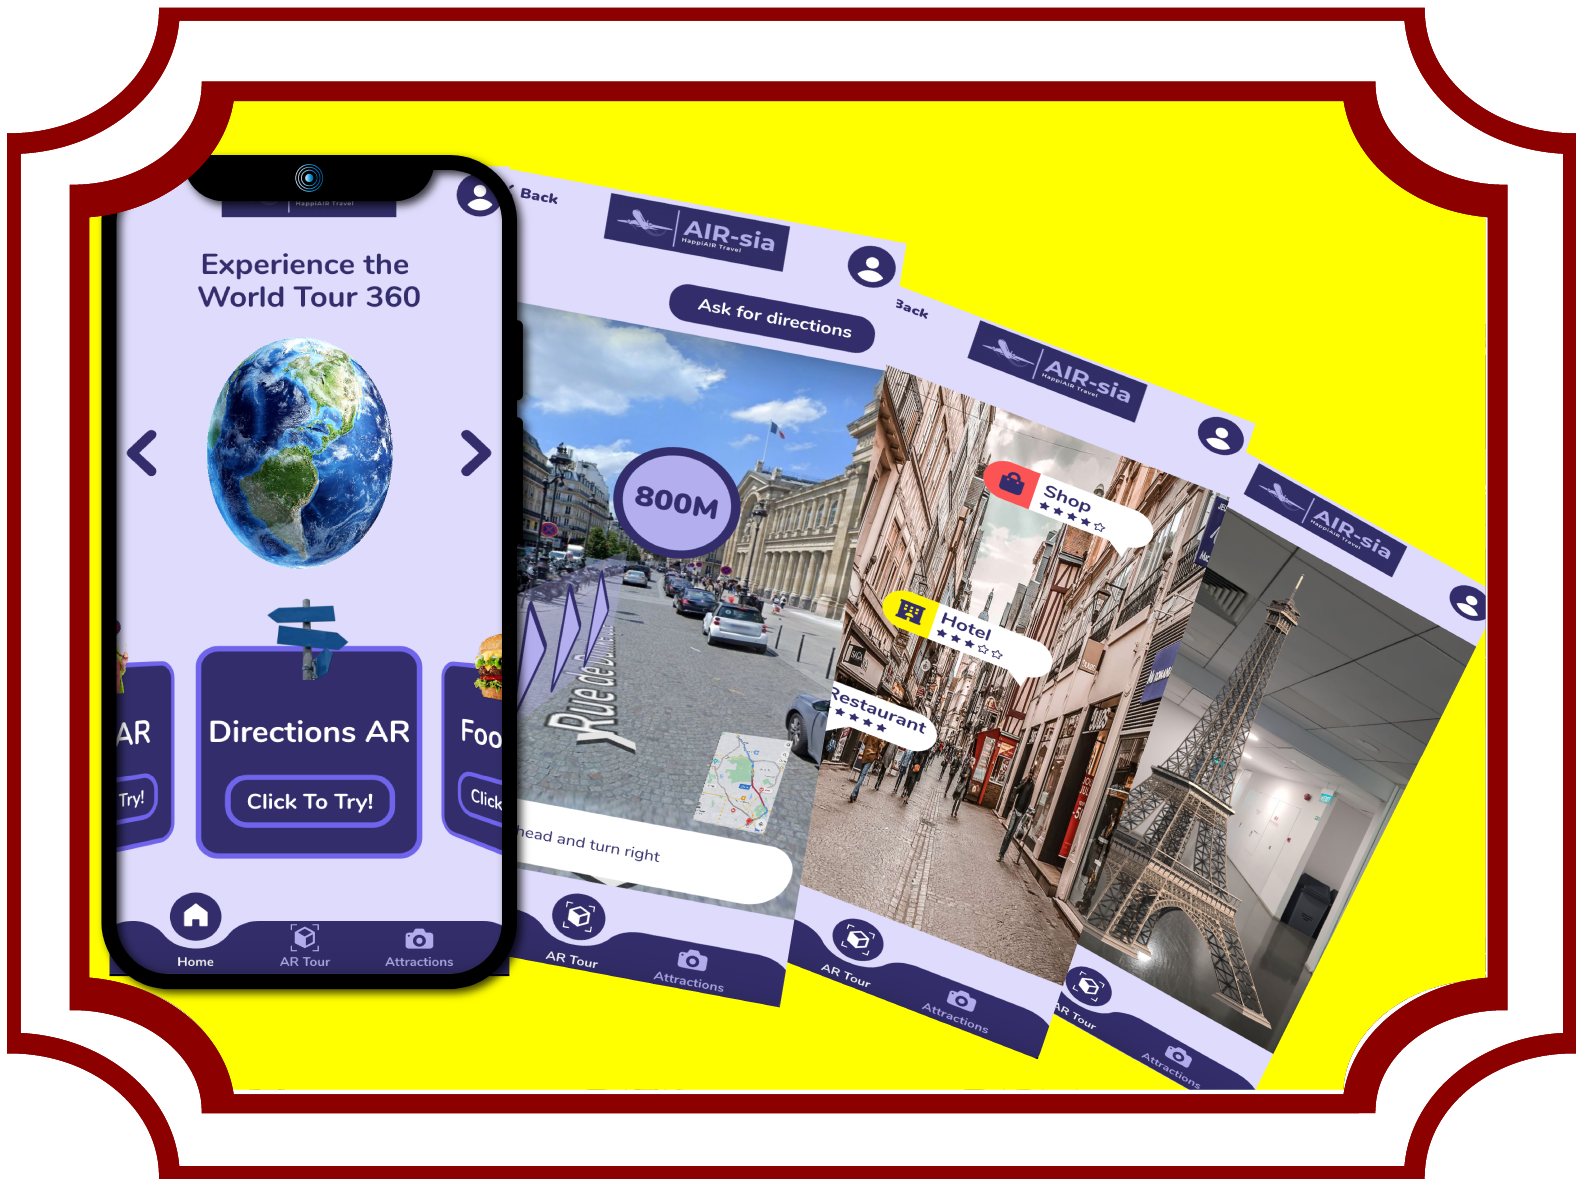 HappiAIR Travel
Experience the
World Tour 360
AR
Try!
Directions AR
Click To Try!
Foo
Click
Home
AR Tour
Attractions
Back
AIR-sia
HappiAIR Travel
Ask for directions
800M
Rue de
head and turn right
AR Tour
Attractions
Back
AIR-sia
HappiAIR Travel
Shop
Hotel
Restaurant
AR Tour
Attractions
AIR-sia
HappiAIR Travel
AR Tour
Attractions